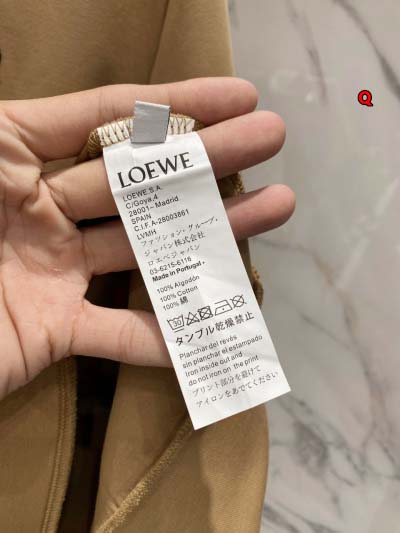 Q
LOEWE
LOEWE S.A.
C/Goya,4
28001- Madrid
SPAIN
C.I.F.A-28003861
LVMH
ファッション・グループ・
ジャパン株式会社
ロエベジャパン
03-6215-6116
Made in Portugal
100% Algodón
100% Cotton
100% 綿
30
タンブル乾燥禁止
Planchar del revés
sin planchar el estampado
Iron inside out and
do not iron on the print
プリント部分を避けて
アイロンをあててください